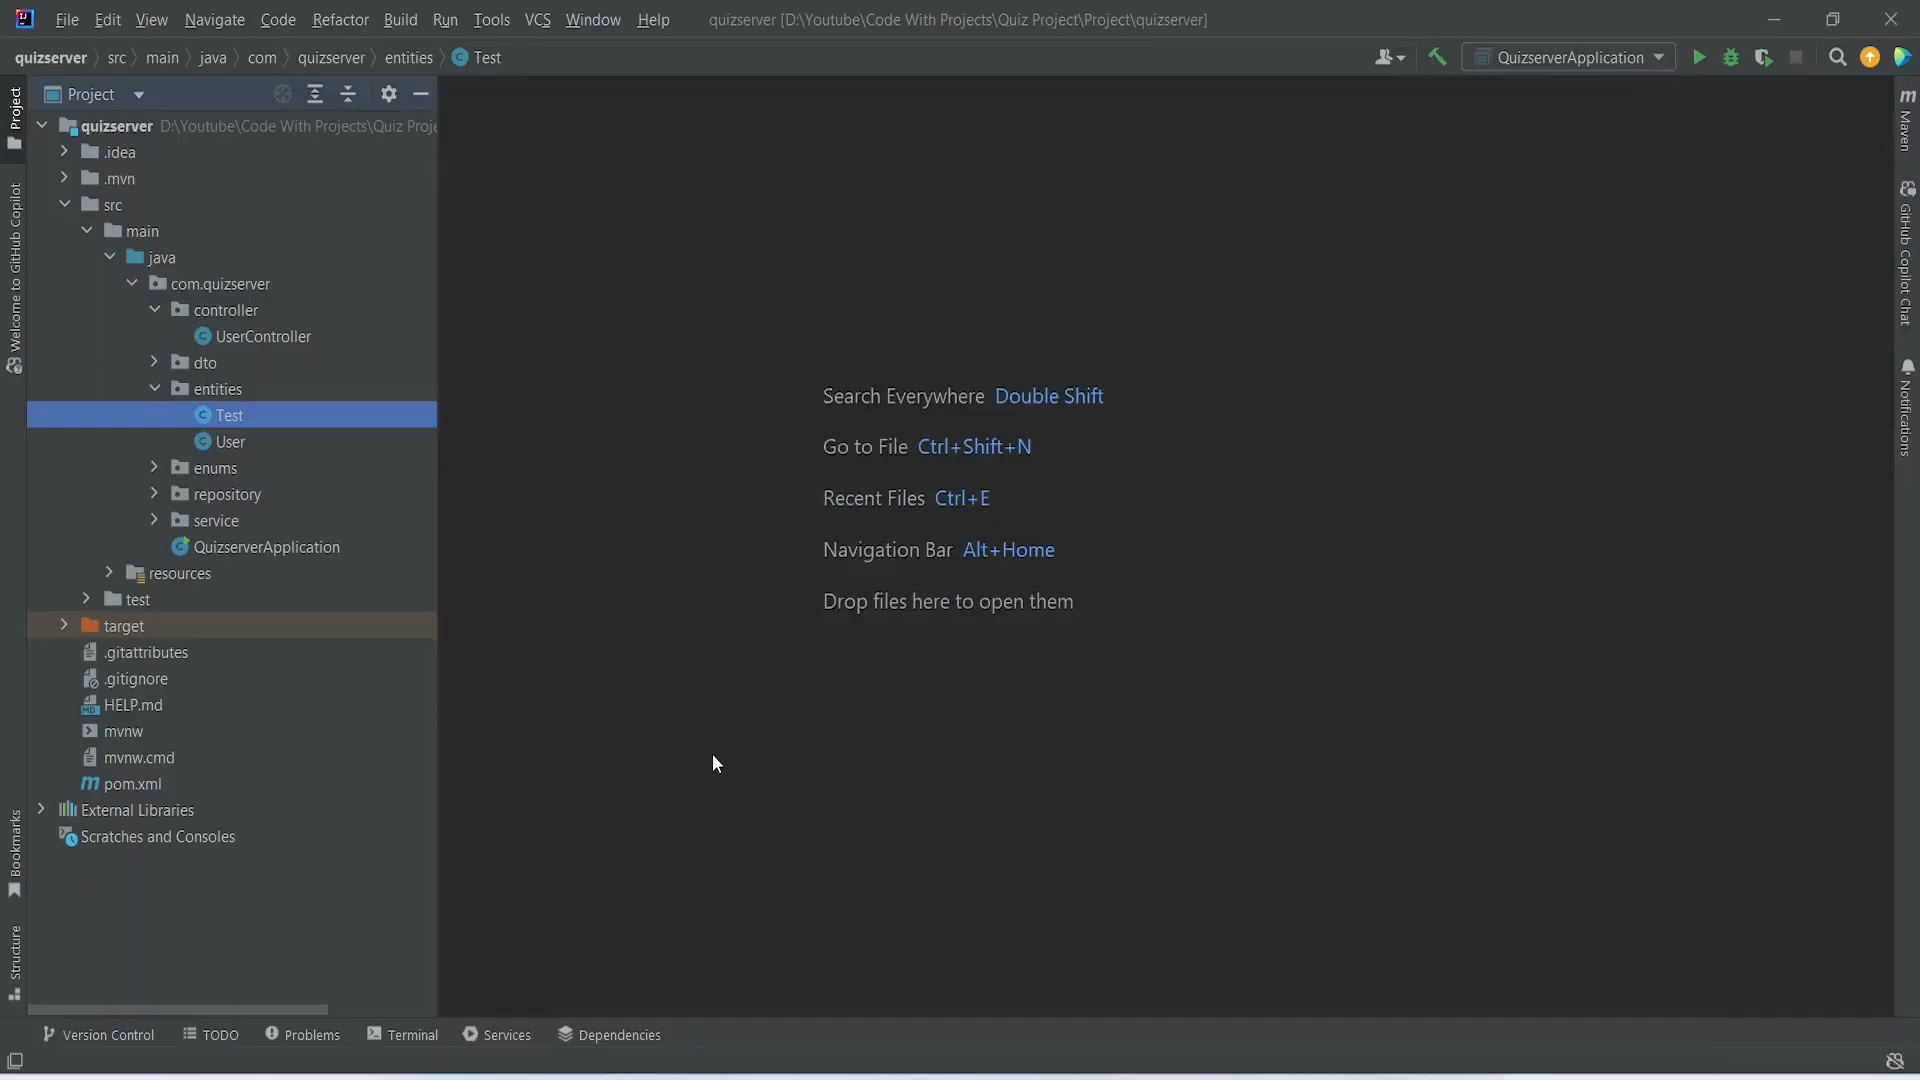 File Edit View Navigate Code Refactor Build Run Tools VCS Window Help quizserver [D:\Youtube\Code With Projects\Quiz Project\Project\quizserver]
quizserver src main java com quizserver entities Test QuizserverApplication
Project
quizserver D:\Youtube\Code With Projects\Quiz Proje
.idea
.mvn
src
main
java
com.quizserver
controller
UserController
dto
entities
Test
User
enums
repository
service
QuizserverApplication
resources
test
target
.gitattributes
.gitignore
HELP.md
mvnw
mvnw.cmd
pom.xml
External Libraries
Scratches and Consoles
Search Everywhere Double Shift
Go to File Ctrl+Shift+N
Recent Files Ctrl+E
Navigation Bar Alt+Home
Drop files here to open them
Project
Welcome to GitHub Copilot
Bookmarks
Structure
Maven
GitHub Copilot Chat
Notifications
Version Control TODO Problems Terminal Services Dependencies